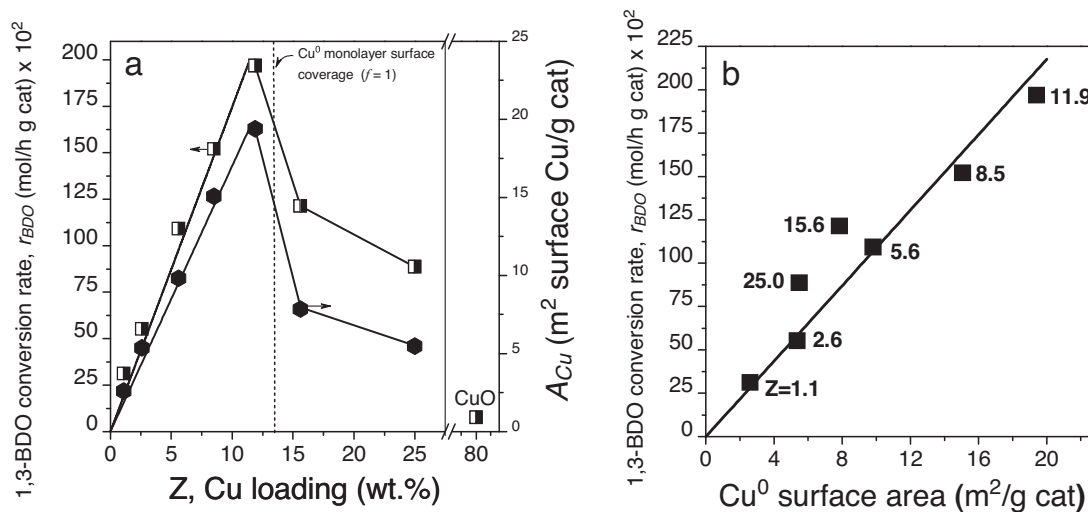 a
1,3-BDO conversion rate, r_BDO (mol/h g cat) x 10²
200
175
150
125
100
75
50
25
0
Cu⁰ monolayer surface
coverage (f = 1)
25
20
15
10
5
0
A_Cu (m² surface Cu/g cat)
CuO
0 5 10 15 20 25 80
Z, Cu loading (wt.%)
b
1,3-BDO conversion rate, r_BDO (mol/h g cat) x 10²
225
200
175
150
125
100
75
50
25
0
11.9
8.5
15.6
5.6
25.0
2.6
Z=1.1
0 4 8 12 16 20
Cu⁰ surface area (m²/g cat)